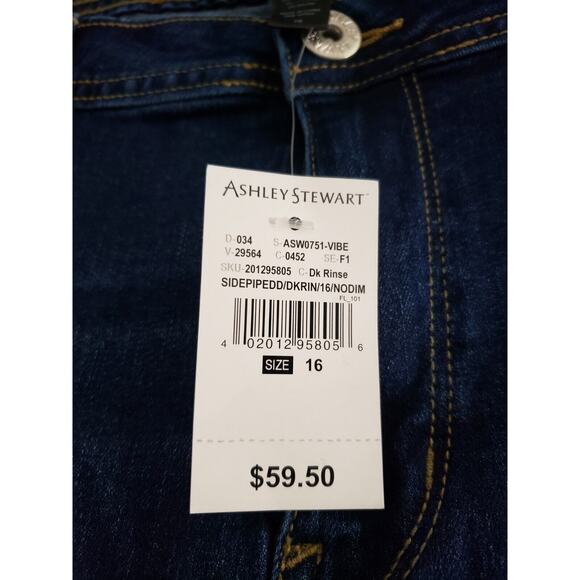 ASHLEY STEWART
D-034 S-ASW0751-VIBE
V-29564 C-0452 SE-F1
SKU-201295805 C-Dk Rinse
SIDEPIPEDD/DKRIN/16/NODIM
FL_101
4 02012 95805 6
SIZE 16
$59.50